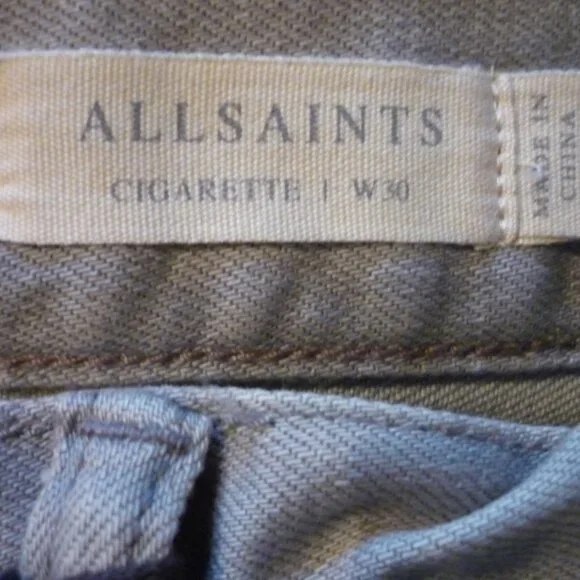 ALLSAINTS
CIGARETTE | W30
MADE IN
CHINA